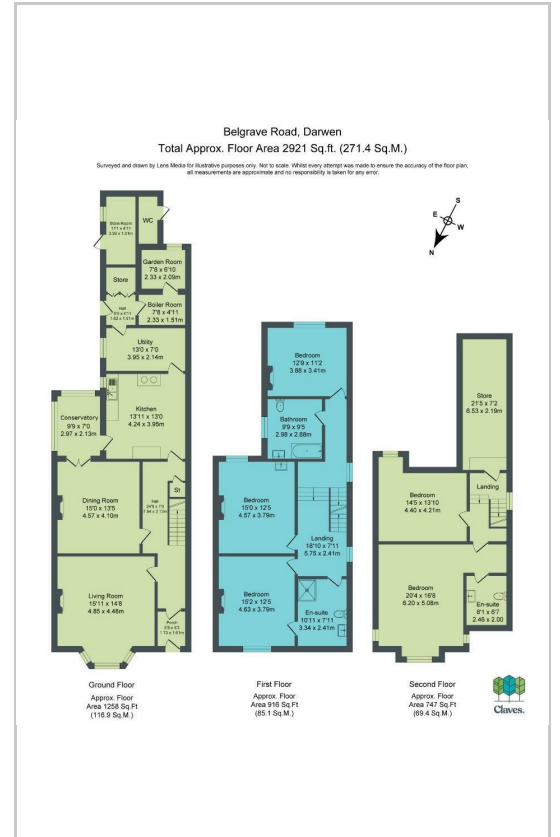 Belgrave Road, Darwen
Total Approx. Floor Area 2921 Sq.ft. (271.4 Sq.M.)
Surveyed and drawn by Lens Media for illustrative purposes only. Not to scale. Whilst every attempt was made to ensure the accuracy of the floor plan,
all measurements are approximate and no responsibility is taken for any error.
S
E
W
N
Store Room
WC
Garden Room
7'8 x 6'10
2.33 x 2.09m
Store
Hall
Boiler Room
7'8 x 4'11
2.33 x 1.51m
Utility
13'0 x 7'0
3.95 x 2.14m
Kitchen
13'11 x 13'0
4.24 x 3.95m
Conservatory
9'9 x 7'0
2.97 x 2.13m
Dining Room
15'0 x 13'5
4.57 x 4.10m
St
Hall
Living Room
15'11 x 14'8
4.85 x 4.48m
Porch
Ground Floor
Approx. Floor
Area 1258 Sq.Ft
(116.9 Sq.M.)
Bedroom
12'9 x 11'2
3.88 x 3.41m
Bathroom
9'9 x 9'5
2.98 x 2.88m
Bedroom
15'0 x 12'5
4.57 x 3.79m
Landing
18'10 x 7'11
5.75 x 2.41m
Bedroom
15'2 x 12'5
4.63 x 3.79m
En-suite
10'11 x 7'11
3.34 x 2.41m
First Floor
Approx. Floor
Area 916 Sq.Ft
(85.1 Sq.M.)
Store
21'5 x 7'2
6.53 x 2.19m
Bedroom
14'5 x 13'10
4.40 x 4.21m
Landing
Bedroom
20'4 x 16'8
6.20 x 5.08m
En-suite
8'1 x 6'7
2.46 x 2.00
Second Floor
Approx. Floor
Area 747 Sq.Ft
(69.4 Sq.M.)
Claves.